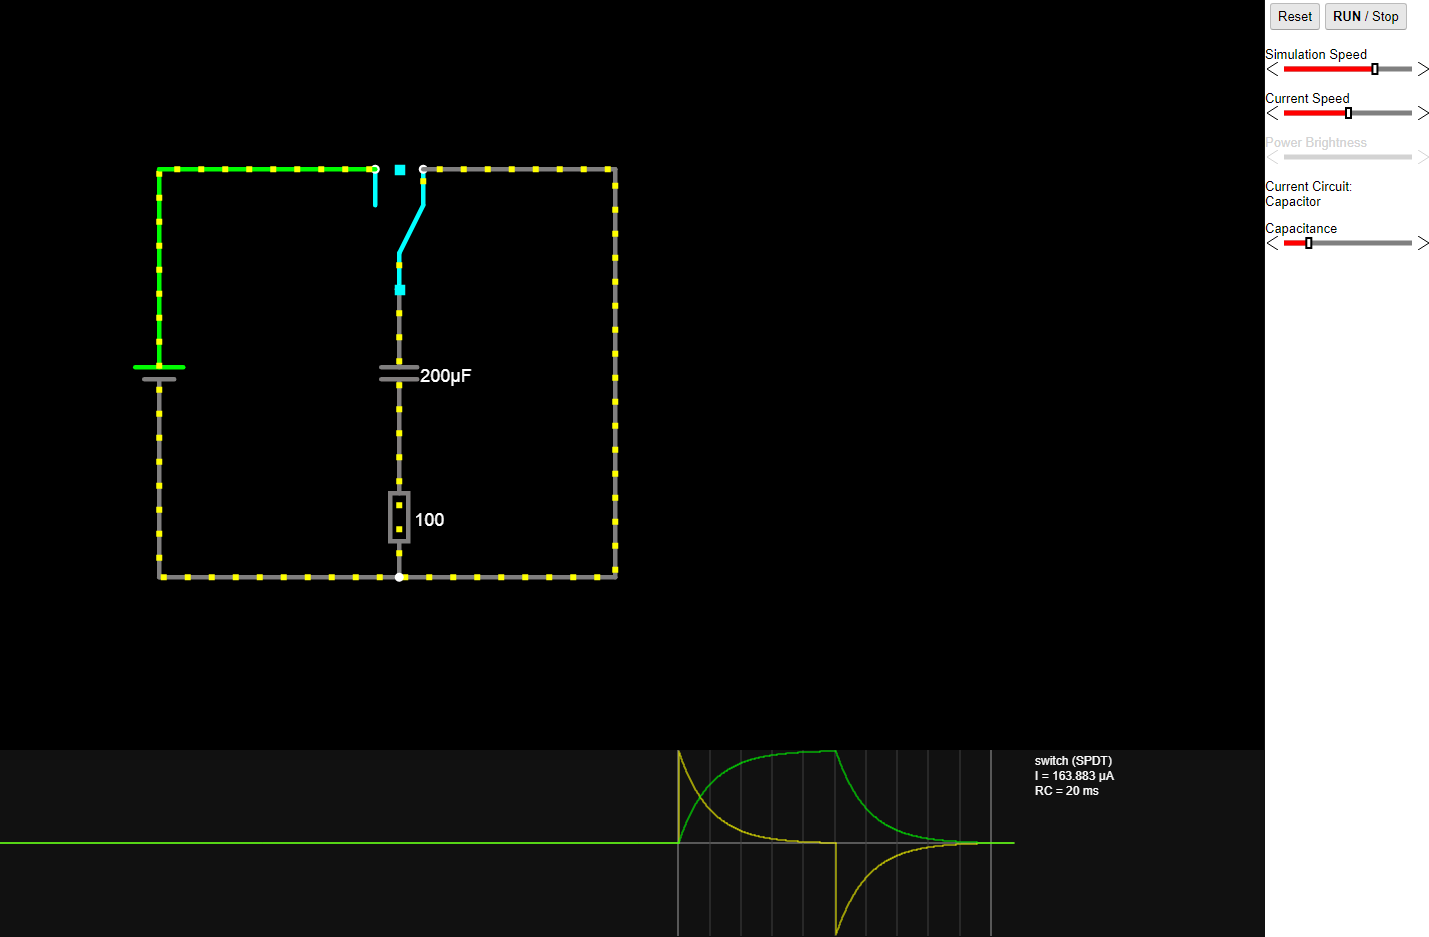 Reset
RUN / Stop
Simulation Speed
Current Speed
Power Brightness
Current Circuit:
Capacitor
Capacitance
200µF
100
switch (SPDT)
I = 163.883 µA
RC = 20 ms